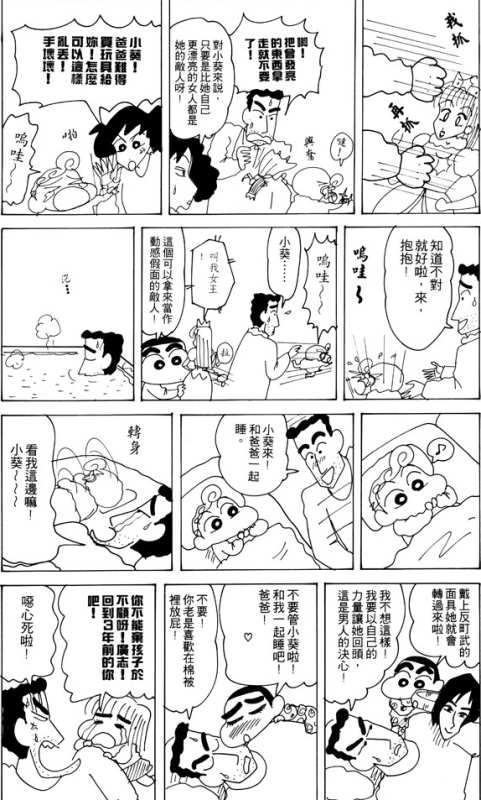 我抓
再抓
喲！
把會發亮
的東西拿
走就不要
興奮
對小葵來說，
只要是比她自己
更漂亮的女人都是
她的敵人呀！
小葵！
爸爸難得
買玩具給
妳！怎麼
可以這樣
亂丟！
手壞壞！
啪
嗚哇～
知道不對
就好啦，來，
抱抱！
嗚哇～
嗚哇～
小葵……
拉
叫我女王
！
這個可以拿來當作
動感假面的敵人！
泡…
♪
小葵來！
和爸爸一起
睡。
轉身
看我這邊嘛！
小葵～～～
戴上反町武的
面具她就會
轉過來啦！
我不想這樣！
我要以自己的
力量讓她回頭，
這是男人的決心！
不要管小葵啦！
和我一起睡吧！
爸爸！
♡
不要！
你老是喜歡在棉被
裡放屁！
你不能棄孩子於
不顧呀！廣志！
回到3年前的你
吧！
噁心死啦！